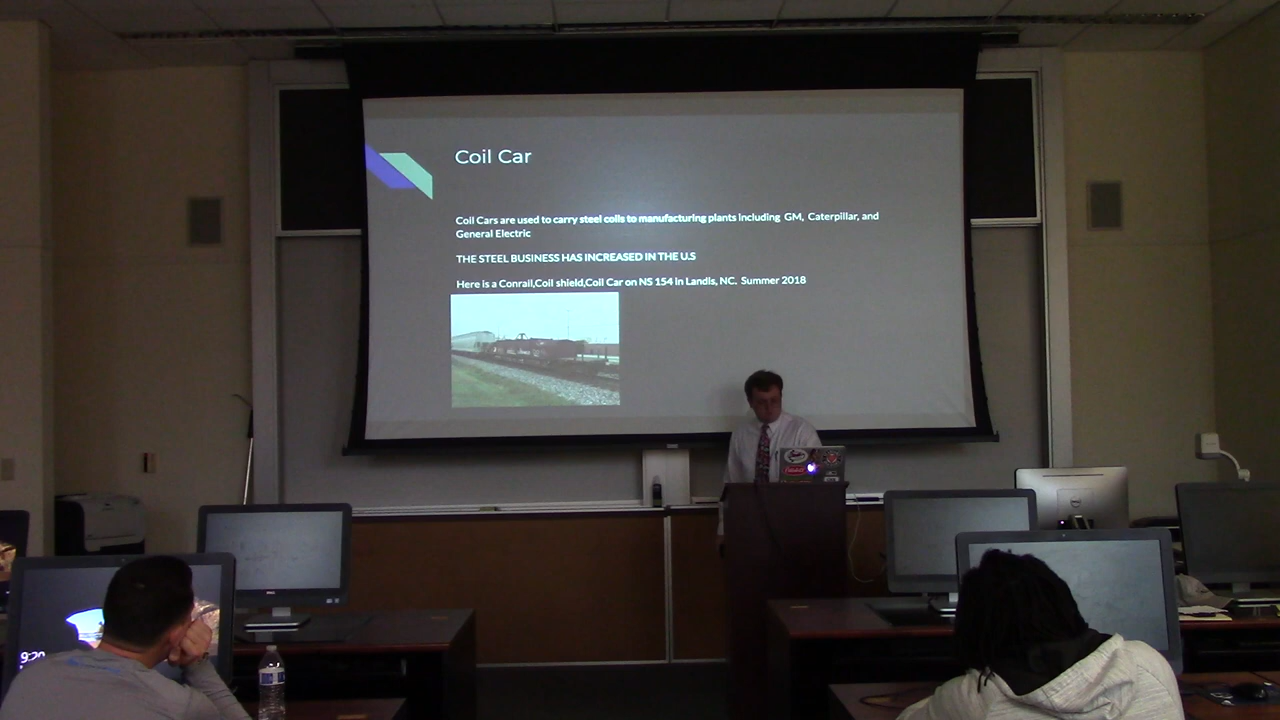 Coil Car
Coil Cars are used to carry steel coils to manufacturing plants including GM, Caterpillar, and
General Electric
THE STEEL BUSINESS HAS INCREASED IN THE U.S
Here is a Conrail,Coil shield,Coil Car on NS 154 in Landis, NC. Summer 2018
9:20